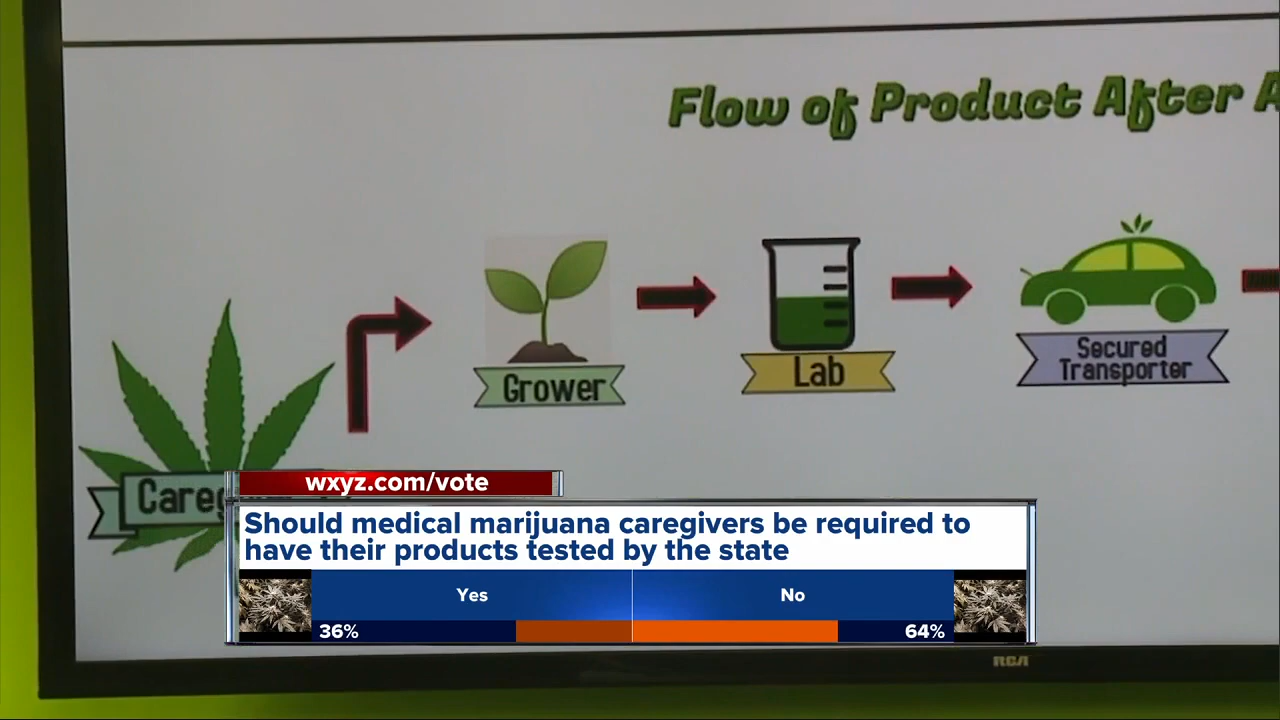 Flow of Product After A
Grower
Lab
Secured
Transporter
Careg
wxyz.com/vote
Should medical marijuana caregivers be required to
have their products tested by the state
Yes
No
36%
64%
RCA